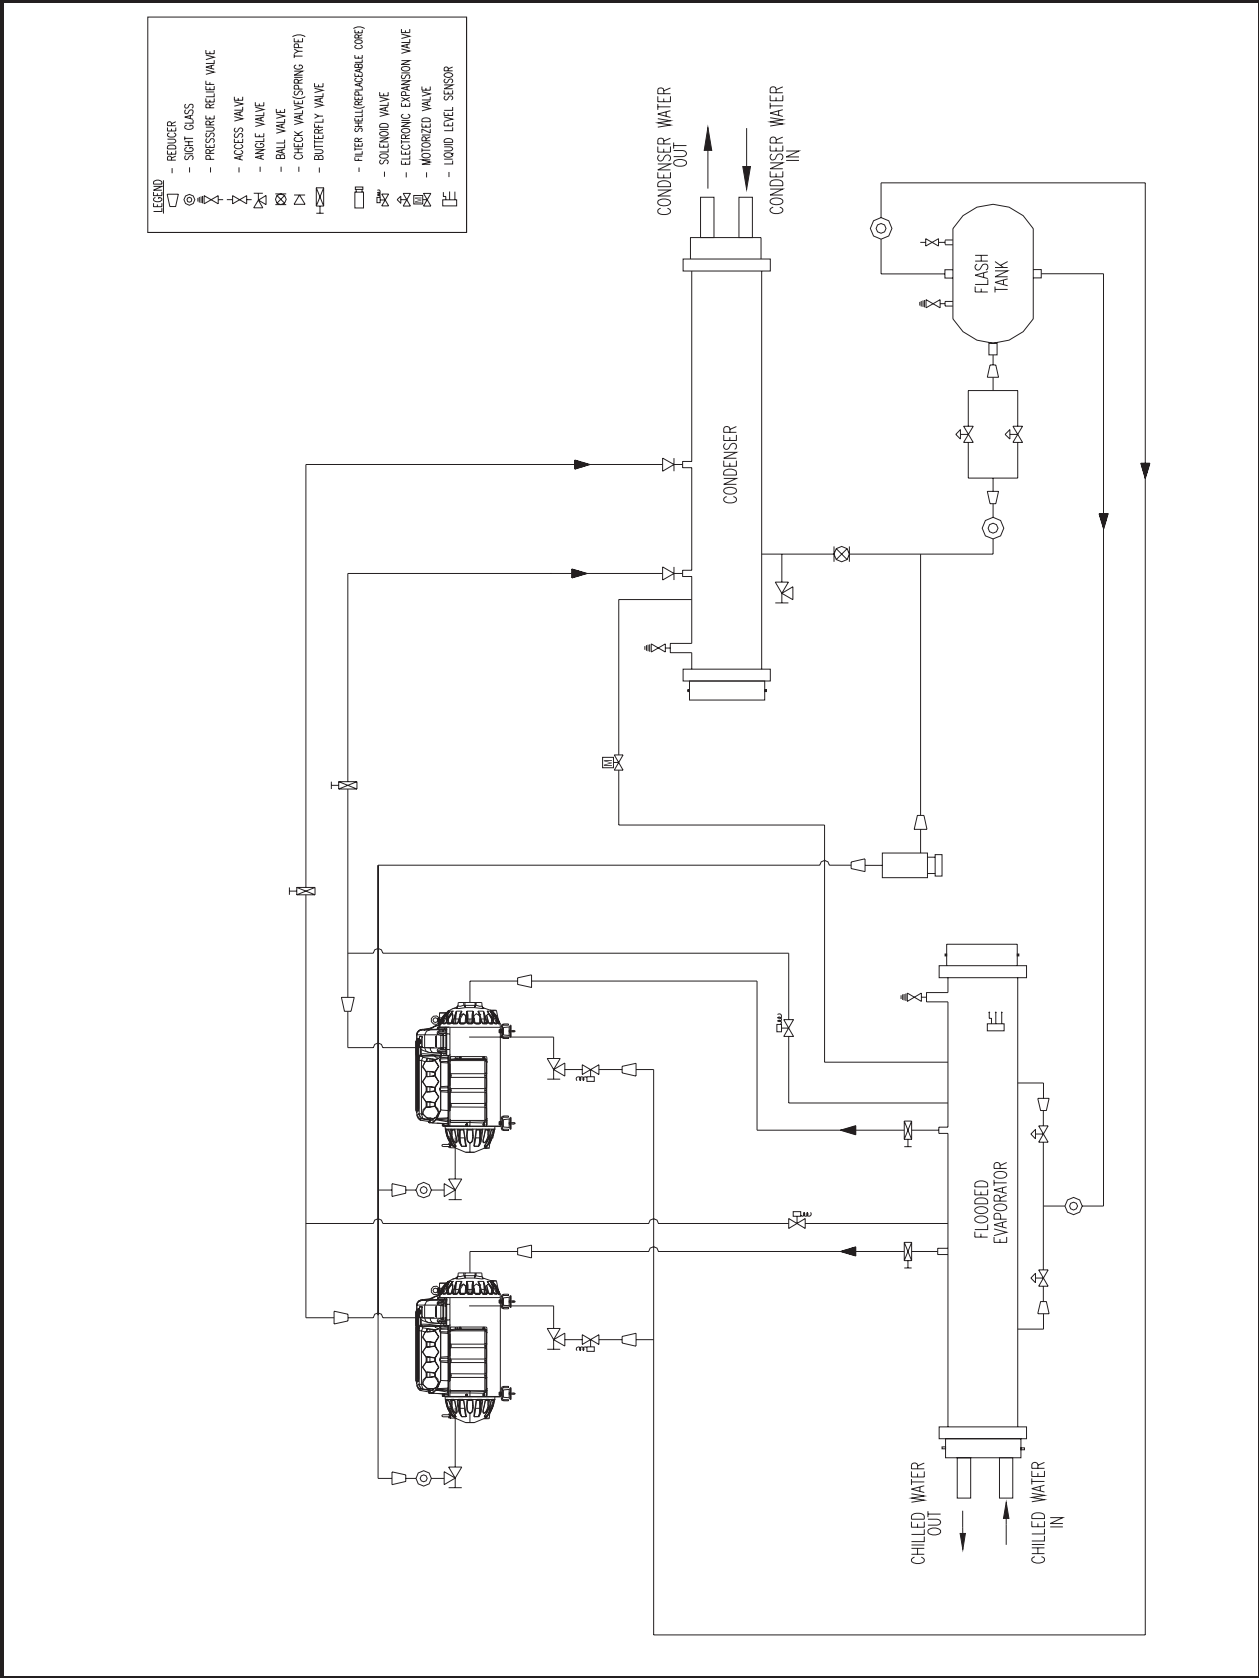 LEGEND
- REDUCER
- SIGHT GLASS
- PRESSURE RELIEF VALVE
- ACCESS VALVE
- ANGLE VALVE
- BALL VALVE
- CHECK VALVE(SPRING TYPE)
- BUTTERFLY VALVE
- FILTER SHELL(REPLACEABLE CORE)
- SOLENOID VALVE
- ELECTRONIC EXPANSION VALVE
M - MOTORIZED VALVE
- LIQUID LEVEL SENSOR
CONDENSER WATER
OUT
CONDENSER WATER
IN
CONDENSER
FLASH
TANK
M
FLOODED
EVAPORATOR
CHILLED WATER
OUT
CHILLED WATER
IN